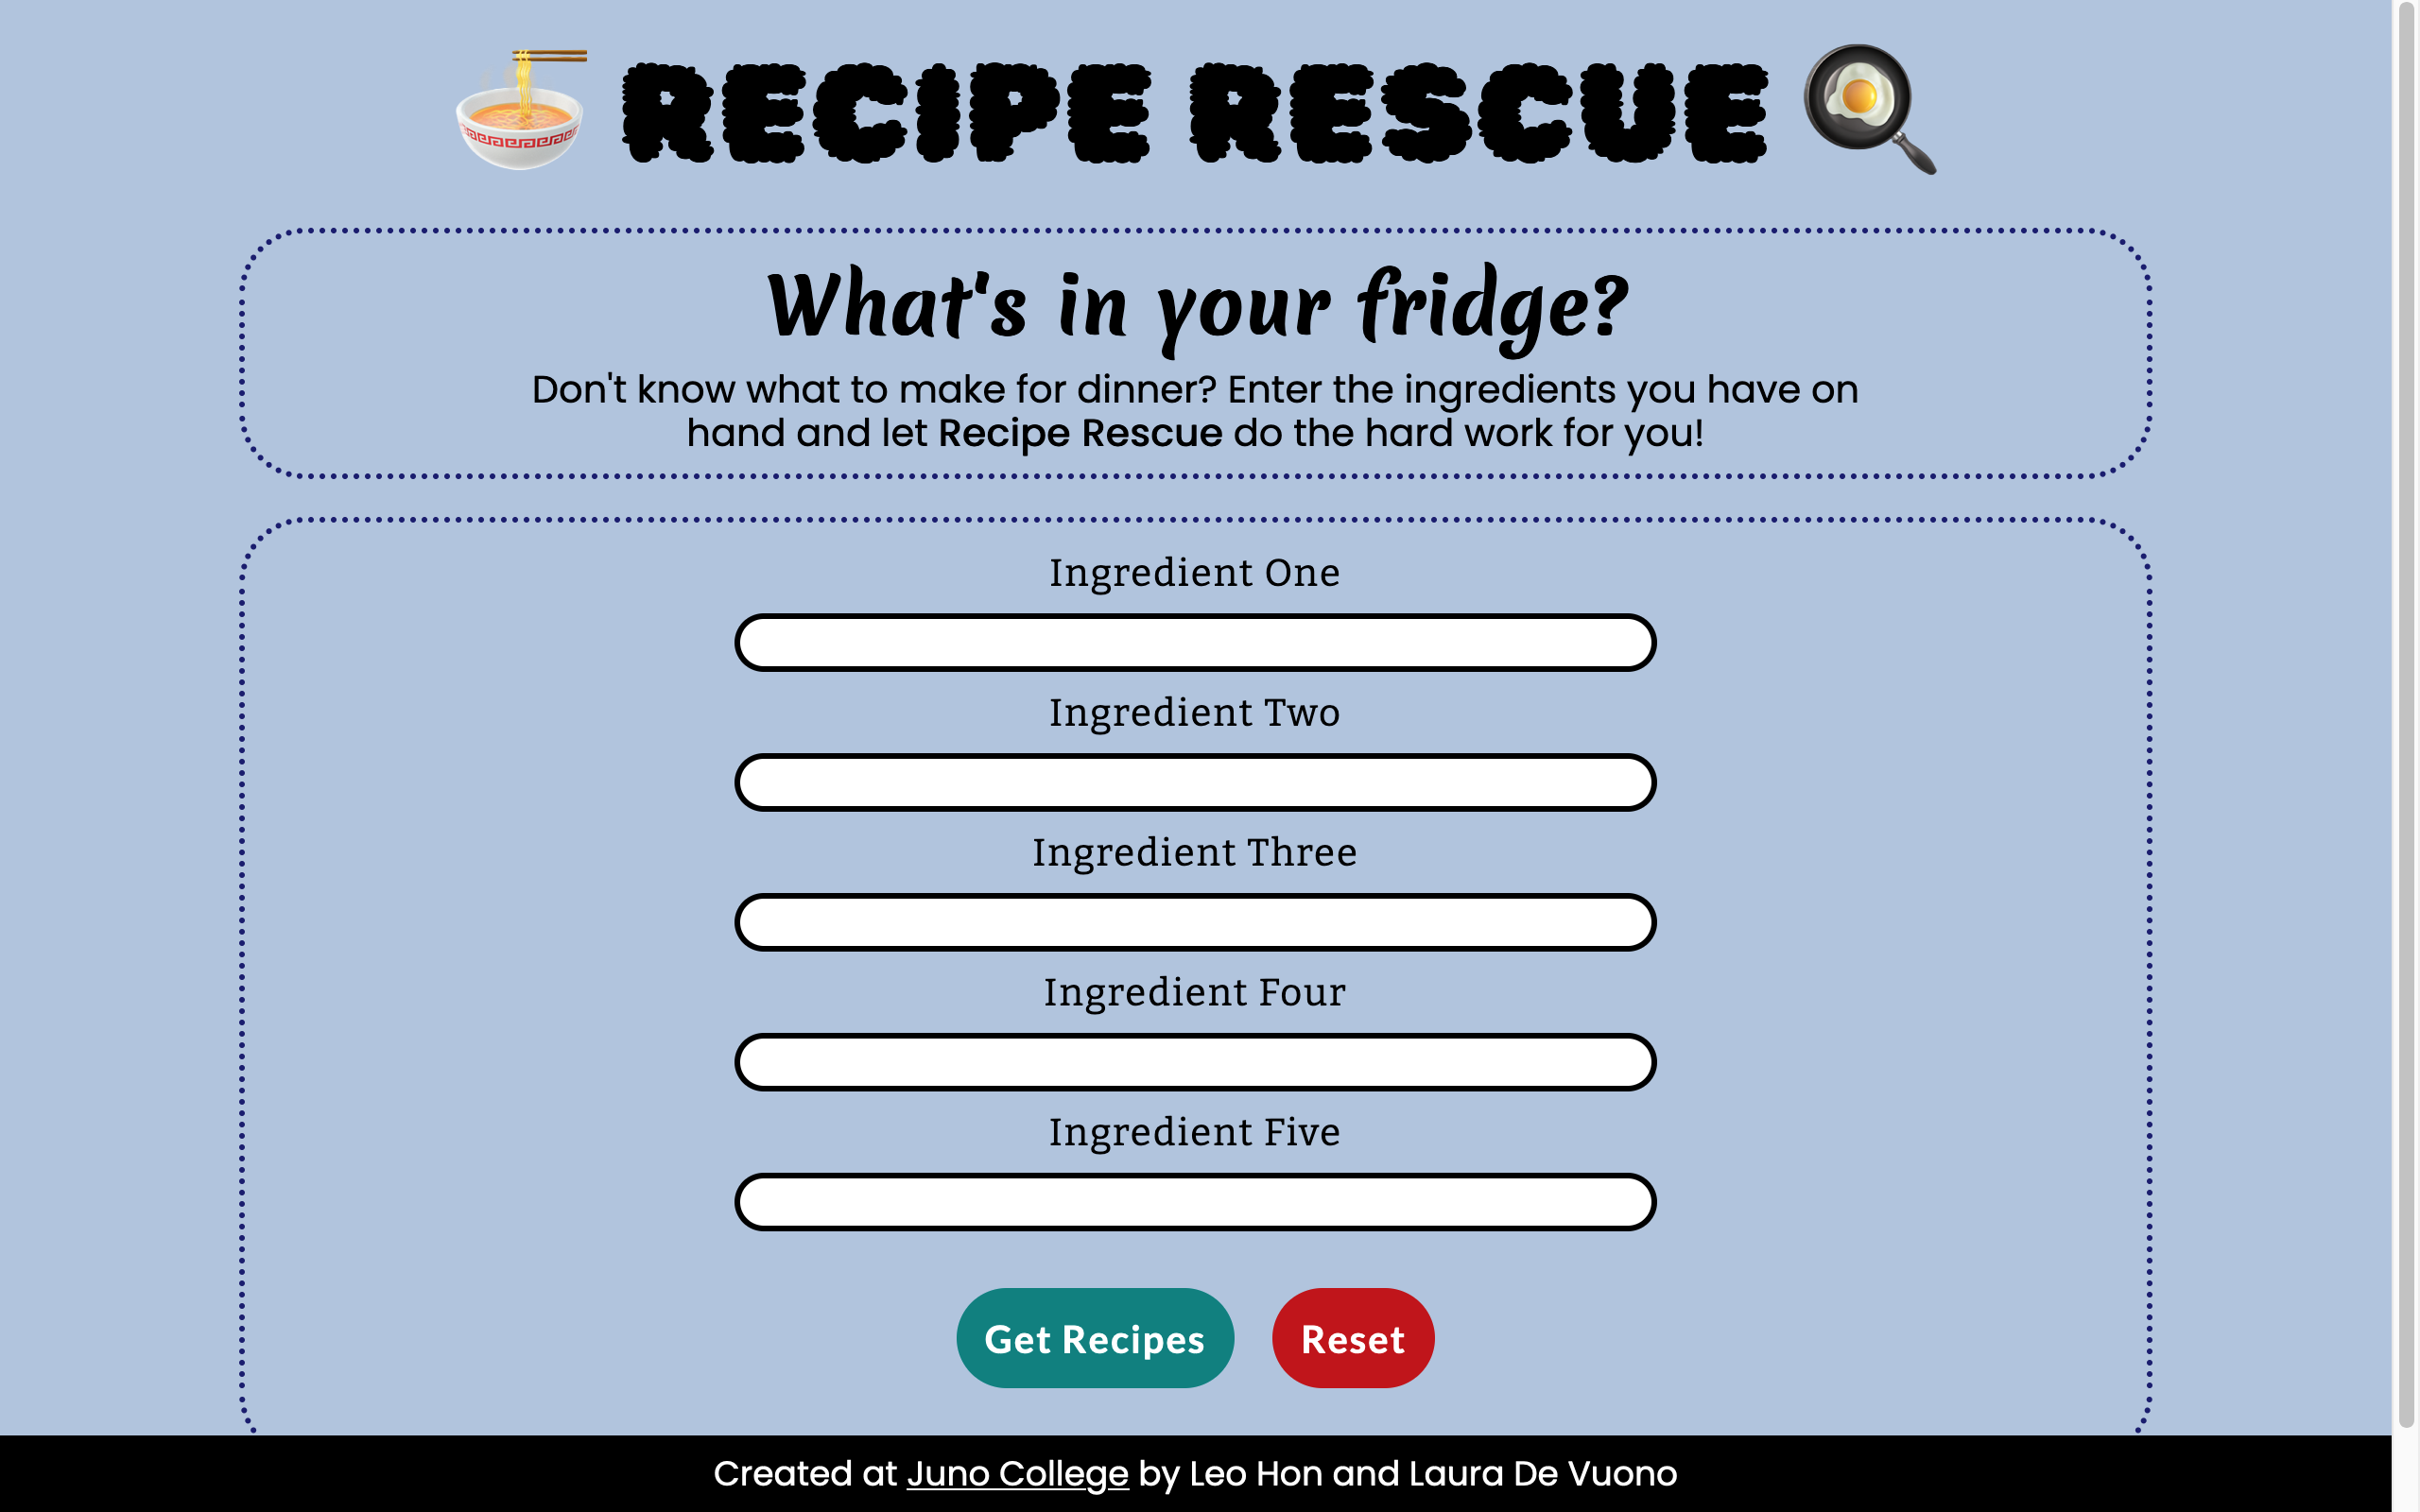 RECIPE RESCUE
What's in your fridge?
Don't know what to make for dinner? Enter the ingredients you have on
hand and let Recipe Rescue do the hard work for you!
Ingredient One
Ingredient Two
Ingredient Three
Ingredient Four
Ingredient Five
Get Recipes Reset
Created at Juno College by Leo Hon and Laura De Vuono